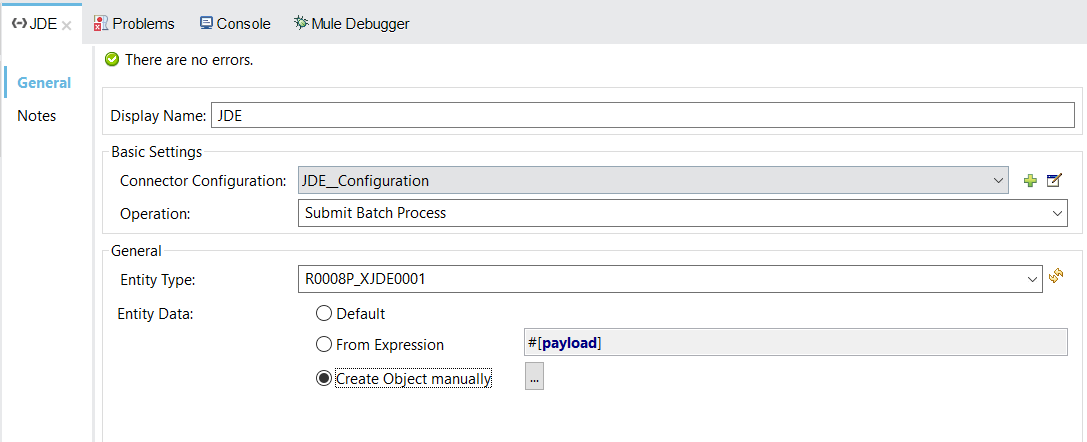 JDE Problems Console Mule Debugger
There are no errors.
General
Notes
Display Name: JDE
Basic Settings
Connector Configuration: JDE__Configuration
Operation: Submit Batch Process
General
Entity Type: R0008P_XJDE0001
Entity Data: Default
From Expression #[payload]
Create Object manually ...